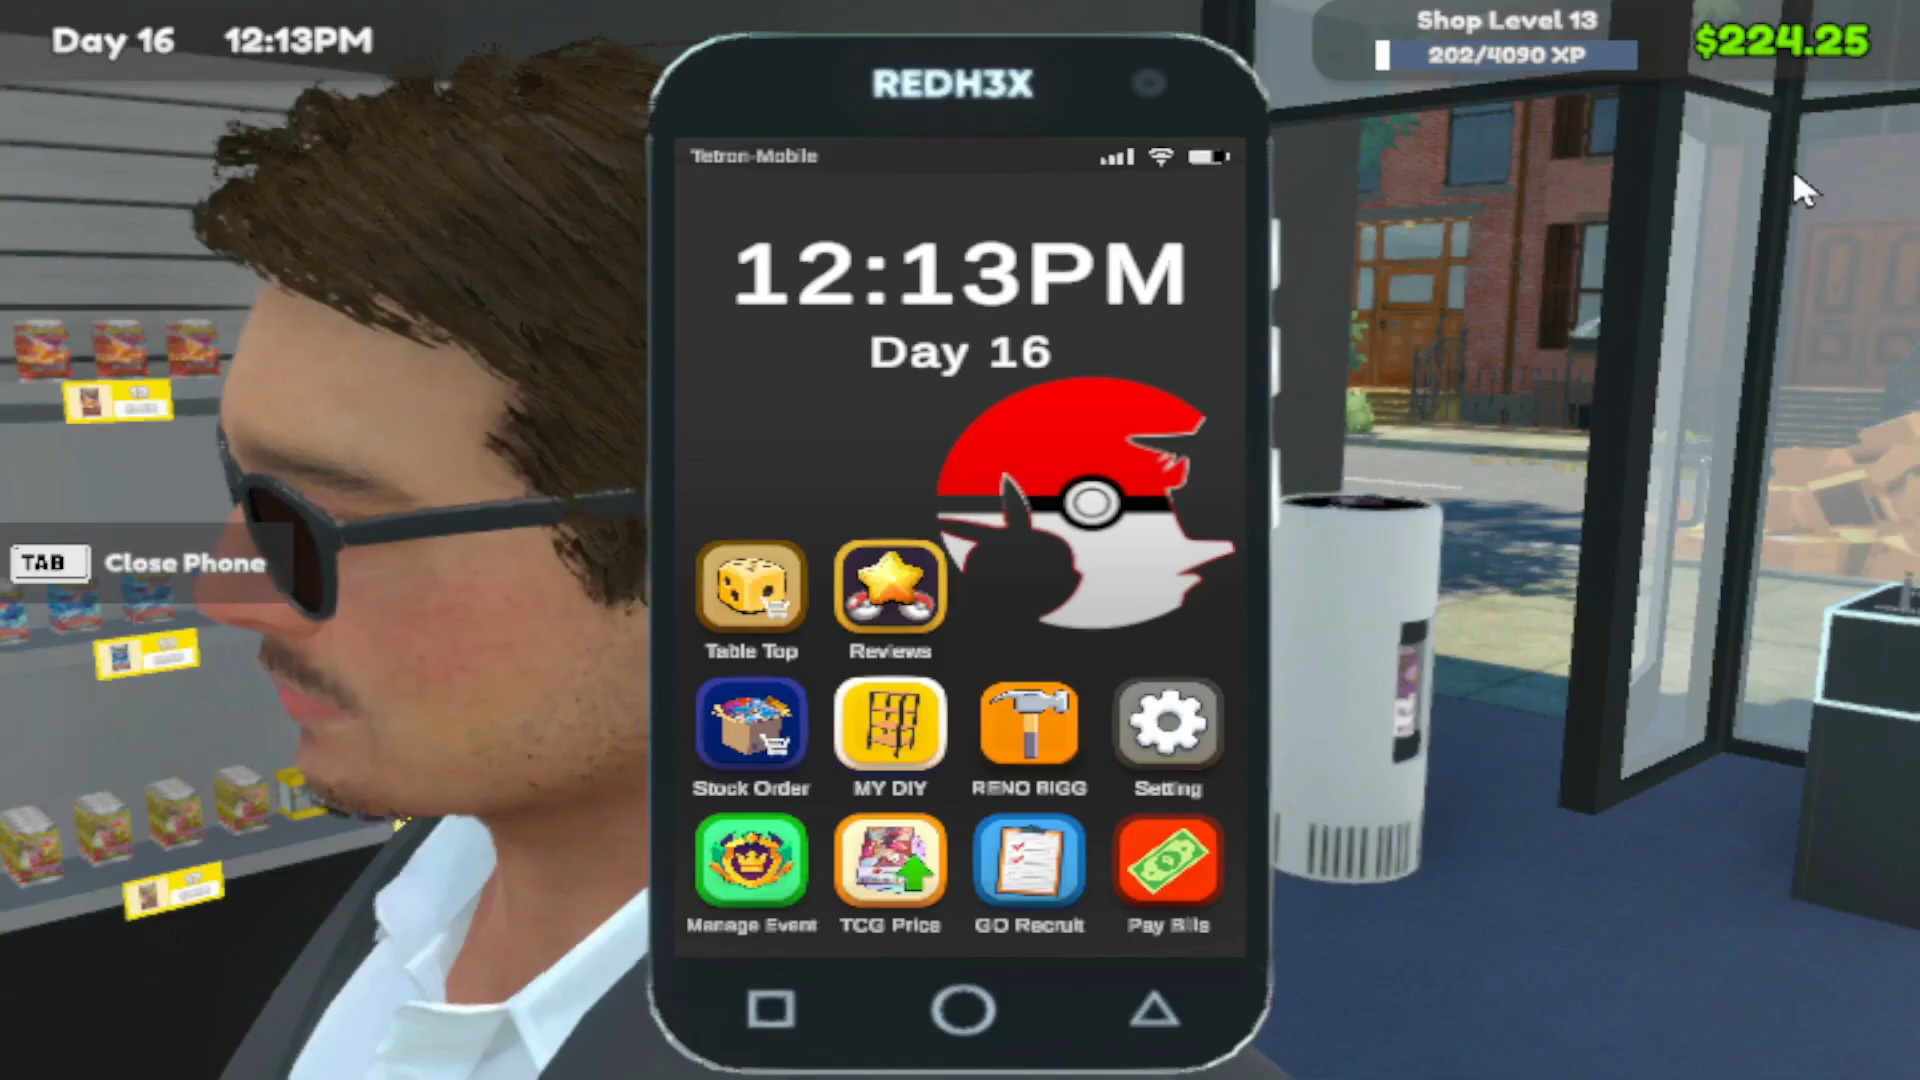 Day 16 12:13PM
Shop Level 13
202/4090 XP
$224.25
REDH3X
Tetron-Mobile
12:13PM
Day 16
TAB Close Phone
Table Top
Reviews
Stock Order
MY DIY
RENO BIGG
Setting
Manage Event
TCG Price
GO Recruit
Pay Bills